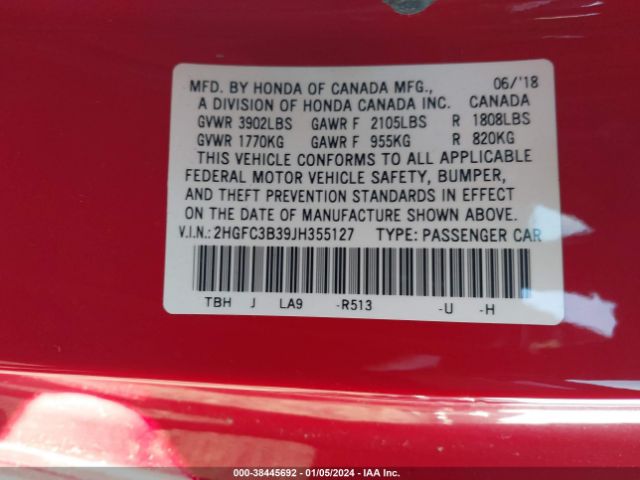 MFD. BY HONDA OF CANADA MFG., 06/'18
A DIVISION OF HONDA CANADA INC. CANADA
GVWR 3902LBS GAWR F 2105LBS R 1808LBS
GVWR 1770KG GAWR F 955KG R 820KG
THIS VEHICLE CONFORMS TO ALL APPLICABLE
FEDERAL MOTOR VEHICLE SAFETY, BUMPER,
AND THEFT PREVENTION STANDARDS IN EFFECT
ON THE DATE OF MANUFACTURE SHOWN ABOVE.
V.I.N.: 2HGFC3B39JH355127 TYPE: PASSENGER CAR
TBH J LA9 -R513 -U -H
000-38445692 - 01/05/2024 - IAA Inc.